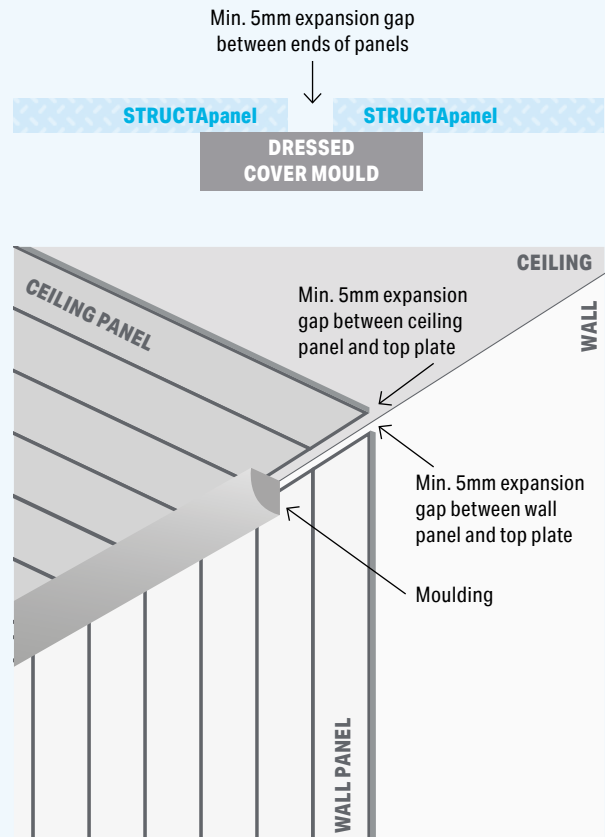 Min. 5mm expansion gap
between ends of panels
STRUCTApanel
STRUCTApanel
DRESSED
COVER MOULD
CEILING
CEILING PANEL
WALL
Min. 5mm expansion
gap between ceiling
panel and top plate
Min. 5mm expansion
gap between wall
panel and top plate
Moulding
WALL PANEL